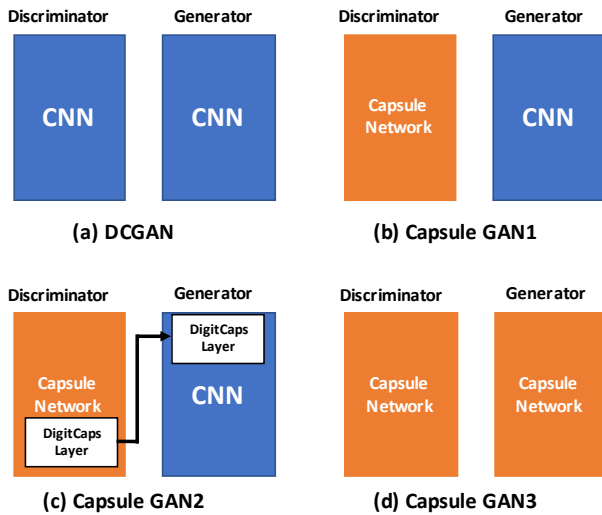 Discriminator
Generator
CNN
CNN
(a) DCGAN
Discriminator
Generator
Capsule
Network
CNN
(b) Capsule GAN1
Discriminator
Generator
Capsule
Network
DigitCaps
Layer
DigitCaps
Layer
CNN
(c) Capsule GAN2
Discriminator
Generator
Capsule
Network
Capsule
Network
(d) Capsule GAN3